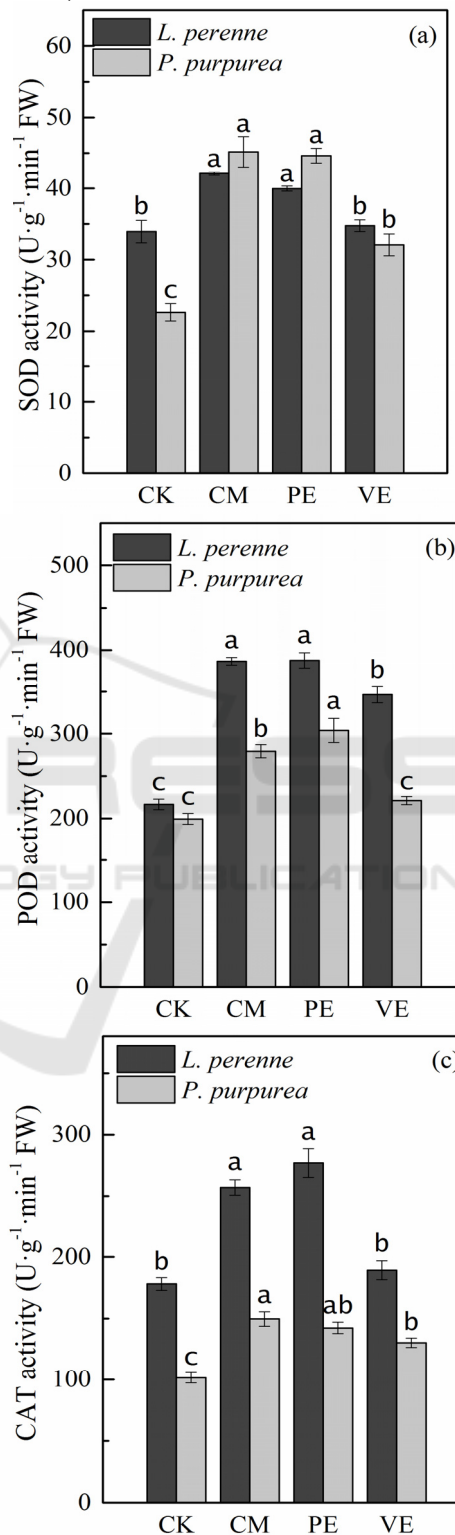 L. perenne
(a)
P. purpurea
60
50
40
30
20
10
0
SOD activity (U·g⁻¹·min⁻¹ FW)
b
c
a
a
a
a
b
b
CK
CM
PE
VE
L. perenne
(b)
P. purpurea
500
400
300
200
100
0
POD activity (U·g⁻¹·min⁻¹ FW)
c
c
a
b
a
a
b
c
CK
CM
PE
VE
L. perenne
(c)
P. purpurea
300
200
100
0
CAT activity (U·g⁻¹·min⁻¹ FW)
b
c
a
a
a
ab
b
b
CK
CM
PE
VE